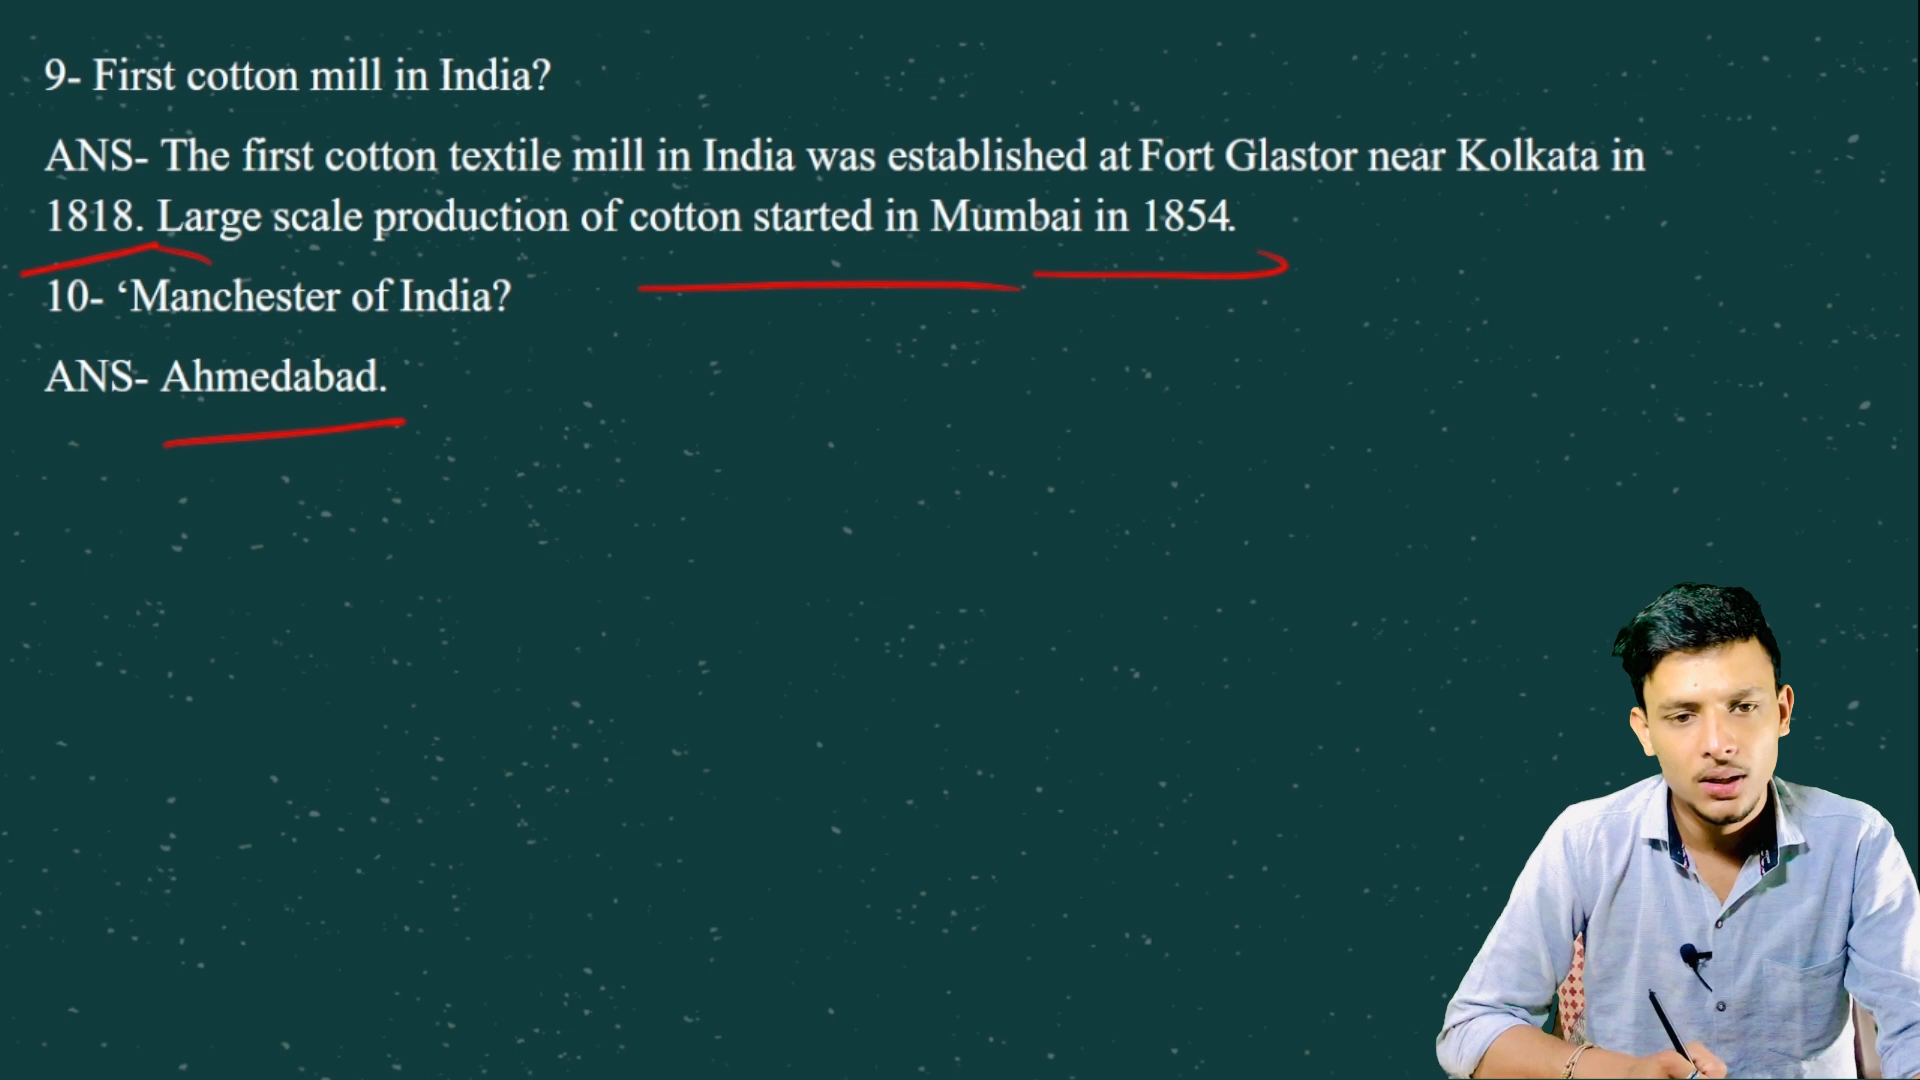 9- First cotton mill in India?
ANS- The first cotton textile mill in India was established at Fort Glastor near Kolkata in
1818. Large scale production of cotton started in Mumbai in 1854.
10- ‘Manchester of India?
ANS- Ahmedabad.